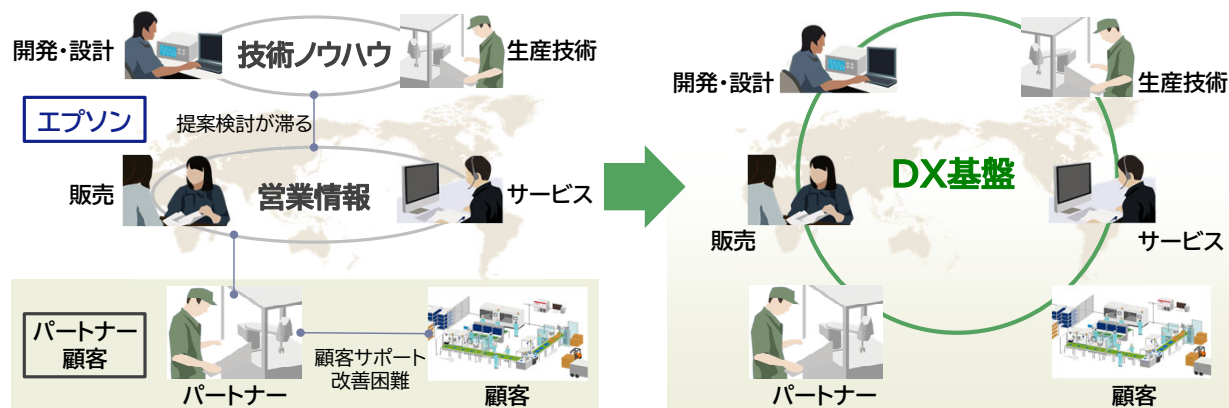 開発・設計
技術ノウハウ
生産技術
エプソン
提案検討が滞る
販売
営業情報
サービス
パートナー
顧客
顧客サポート
改善困難
パートナー
顧客
開発・設計
生産技術
DX基盤
販売
サービス
パートナー
顧客